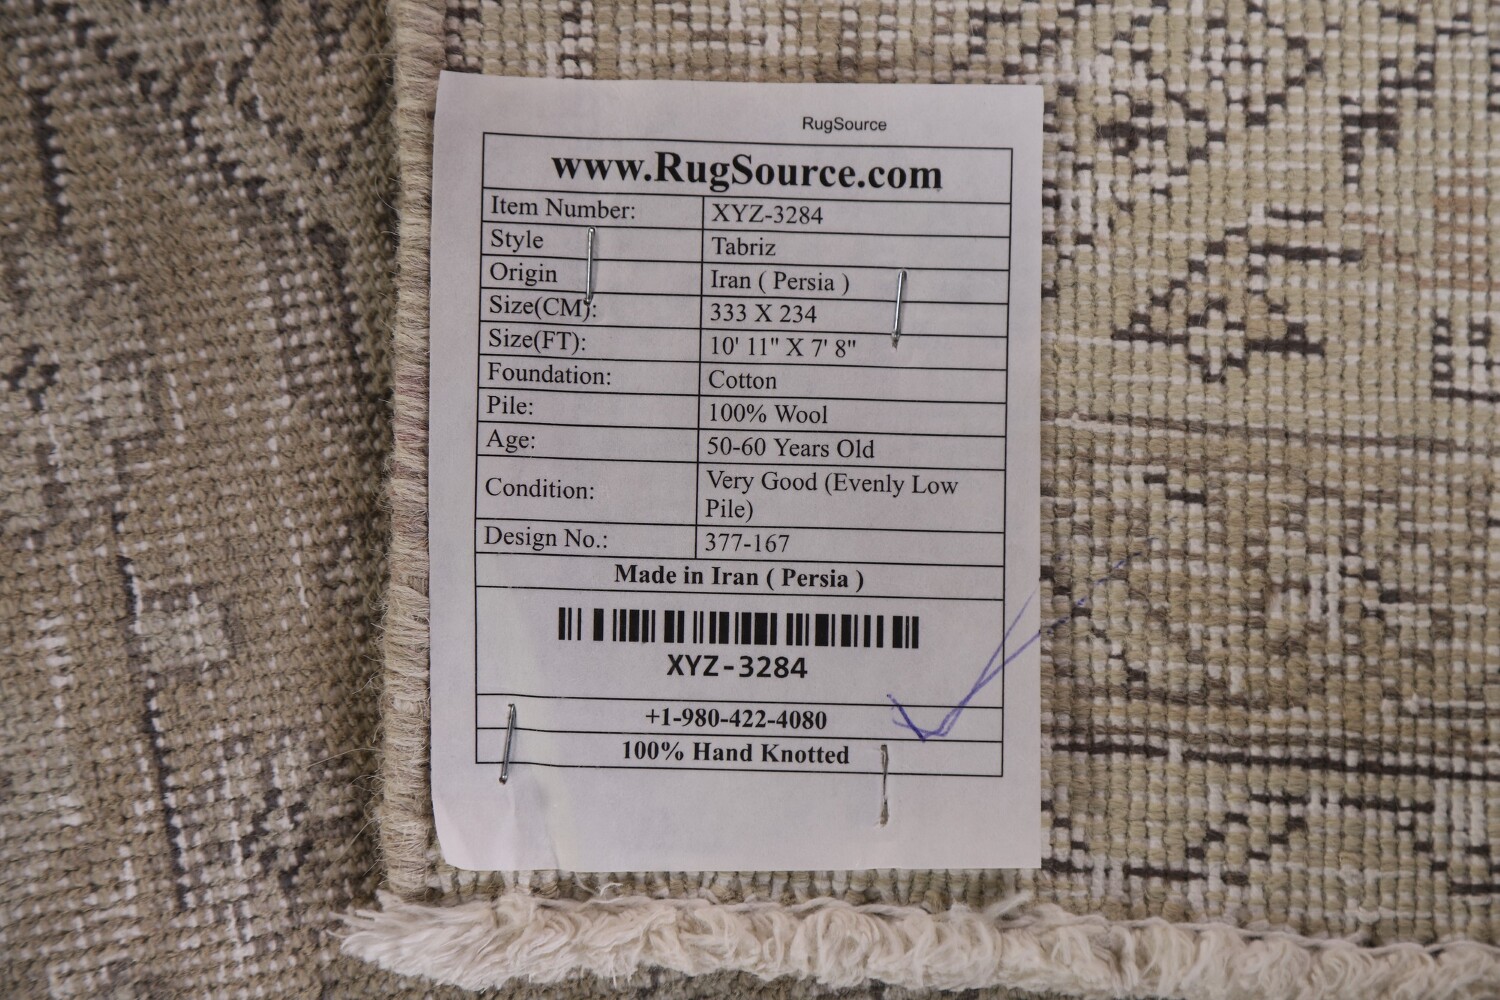 RugSource
www.RugSource.com
Item Number: XYZ-3284
Style Tabriz
Origin Iran ( Persia )
Size(CM): 333 X 234
Size(FT): 10' 11" X 7' 8"
Foundation: Cotton
Pile: 100% Wool
Age: 50-60 Years Old
Condition: Very Good (Evenly Low
Pile)
Design No.: 377-167
Made in Iran ( Persia )
XYZ-3284
+1-980-422-4080
100% Hand Knotted